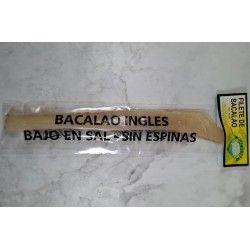 BACALAO INGLES
BAJO EN SAL - SIN ESPINAS
FILETE DE
BACALAO